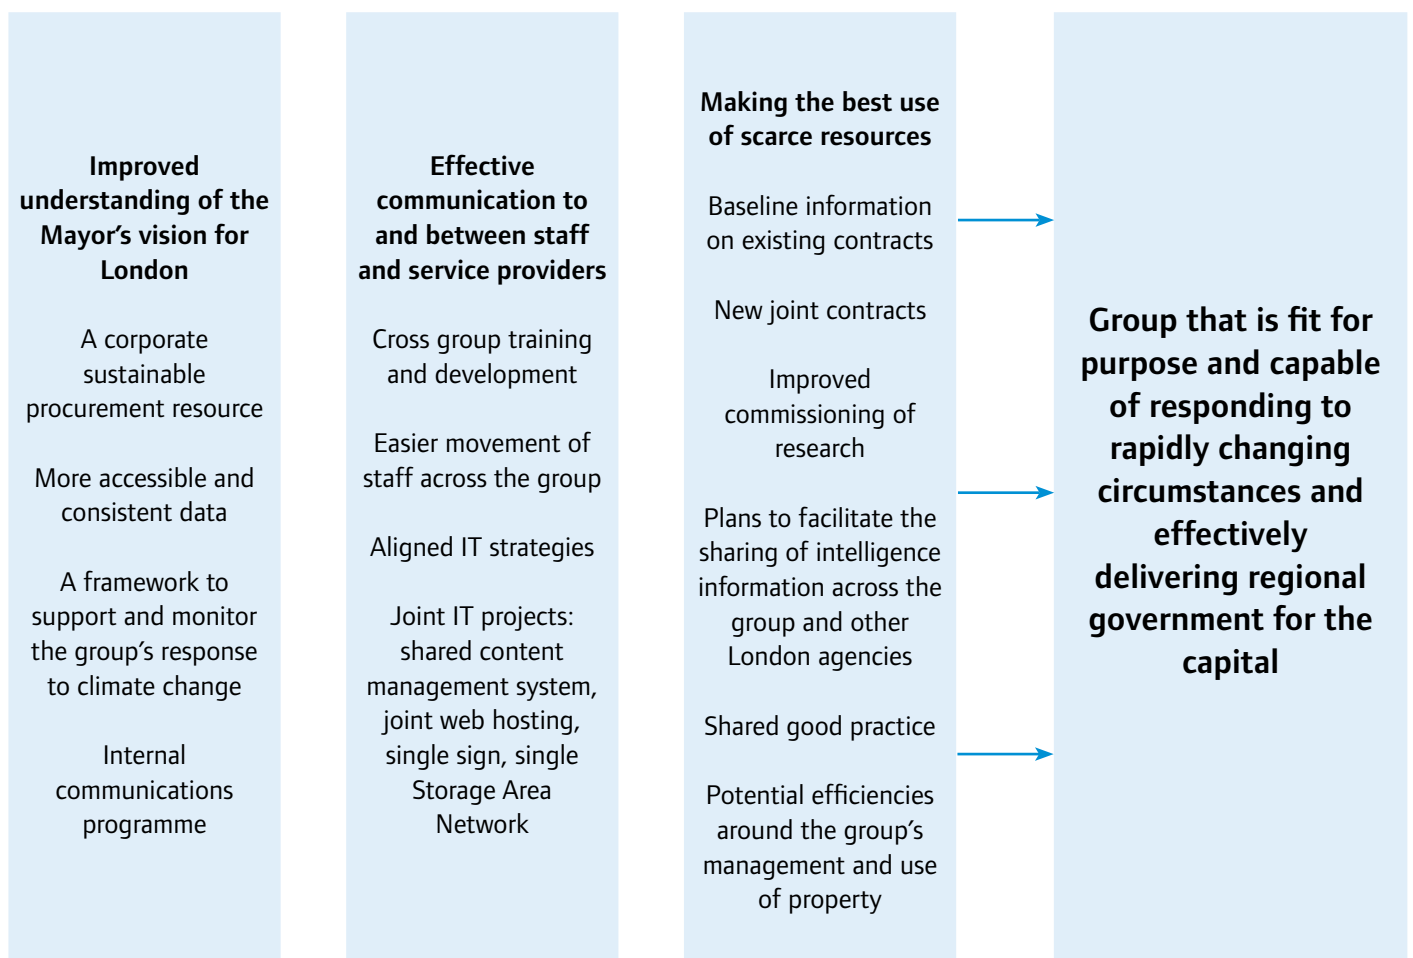 Improved
understanding of the
Mayor’s vision for
London
A corporate
sustainable
procurement resource
More accessible and
consistent data
A framework to
support and monitor
the group’s response
to climate change
Internal
communications
programme
Effective
communication to
and between staff
and service providers
Cross group training
and development
Easier movement of
staff across the group
Aligned IT strategies
Joint IT projects:
shared content
management system,
joint web hosting,
single sign, single
Storage Area
Network
Making the best use
of scarce resources
Baseline information
on existing contracts
New joint contracts
Improved
commissioning of
research
Plans to facilitate the
sharing of intelligence
information across the
group and other
London agencies
Shared good practice
Potential efficiencies
around the group’s
management and use
of property
Group that is fit for
purpose and capable
of responding to
rapidly changing
circumstances and
effectively
delivering regional
government for the
capital